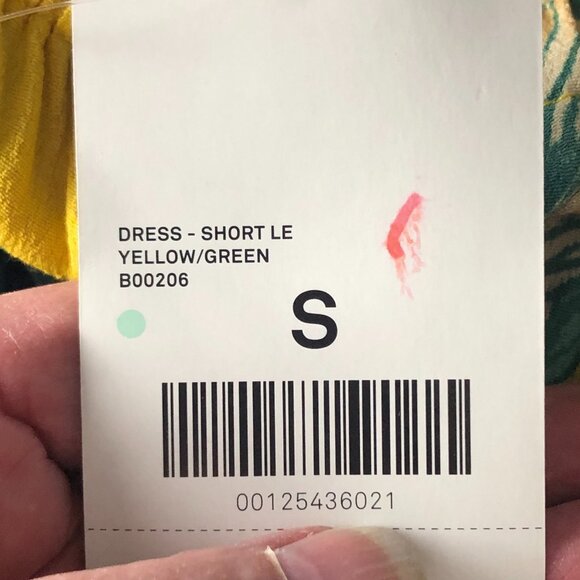 DRESS - SHORT LE
YELLOW/GREEN
B00206
S
00125436021